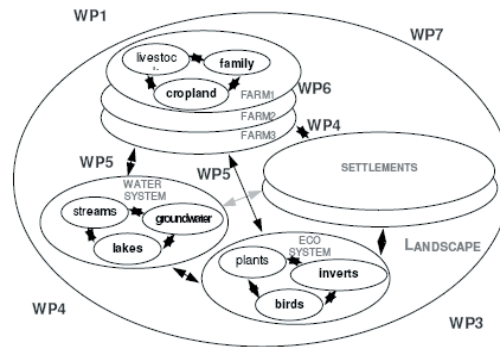 WP1
WP7
livestoc
family
cropland
FARM1
WP6
FARM2
FARM3
WP4
WP5
SETTLEMENTS
WATER
SYSTEM
WP5
streams
groundwater
lakes
ECO
SYSTEM
LANDSCAPE
plants
inverts
birds
WP4
WP3